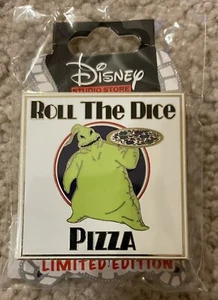 Disney
STUDIO STORE
ROLL THE DICE
PIZZA
LIMITED EDITION